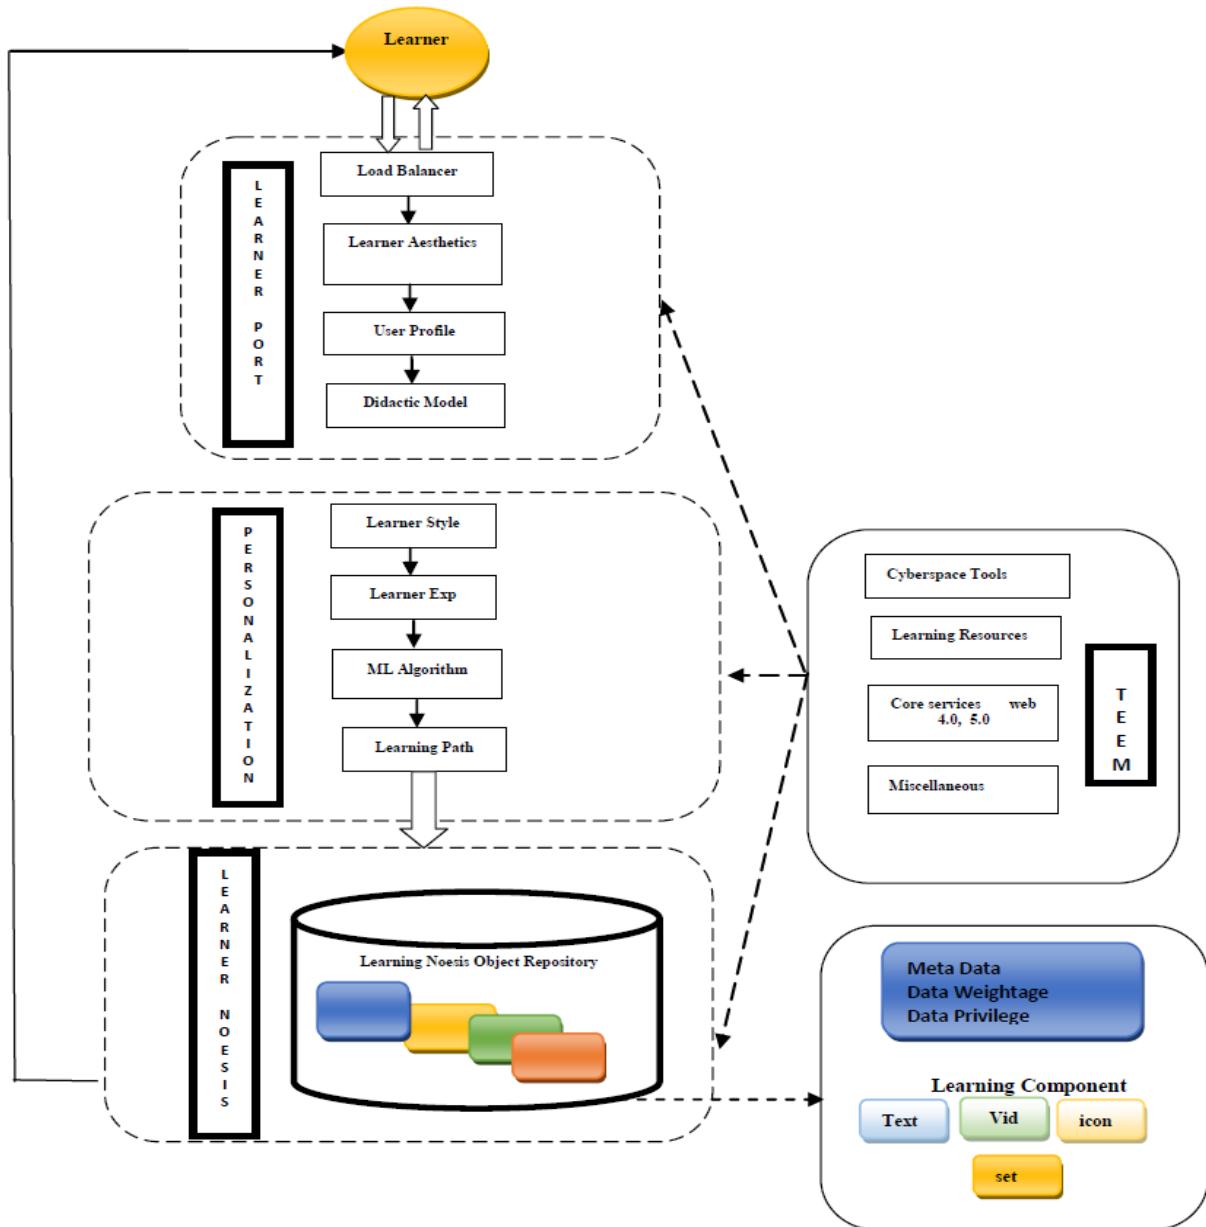 Learner
LEARNER PORT
Load Balancer
Learner Aesthetics
User Profile
Didactic Model
PERSONALIZATION
Learner Style
Learner Exp
ML Algorithm
Learning Path
Cyberspace Tools
Learning Resources
Core services web
4.0, 5.0
Miscellaneous
TEEM
LEARNER NOESIS
Learning Noesis Object Repository
Meta Data
Data Weightage
Data Privilege
Learning Component
Text
Vid
icon
set